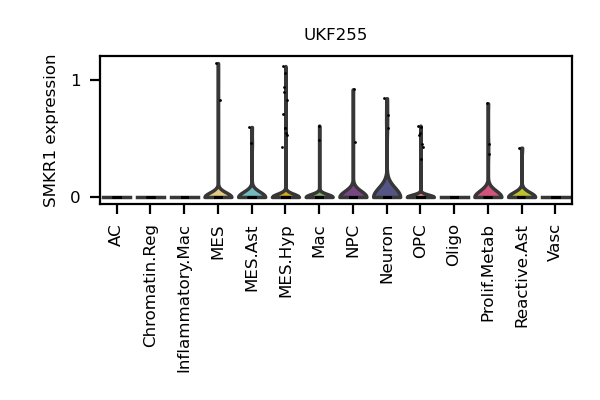 UKF255
SMKR1 expression
1
0
AC
Chromatin.Reg
Inflammatory.Mac
MES
MES.Ast
MES.Hyp
Mac
NPC
Neuron
OPC
Oligo
Prolif.Metab
Reactive.Ast
Vasc